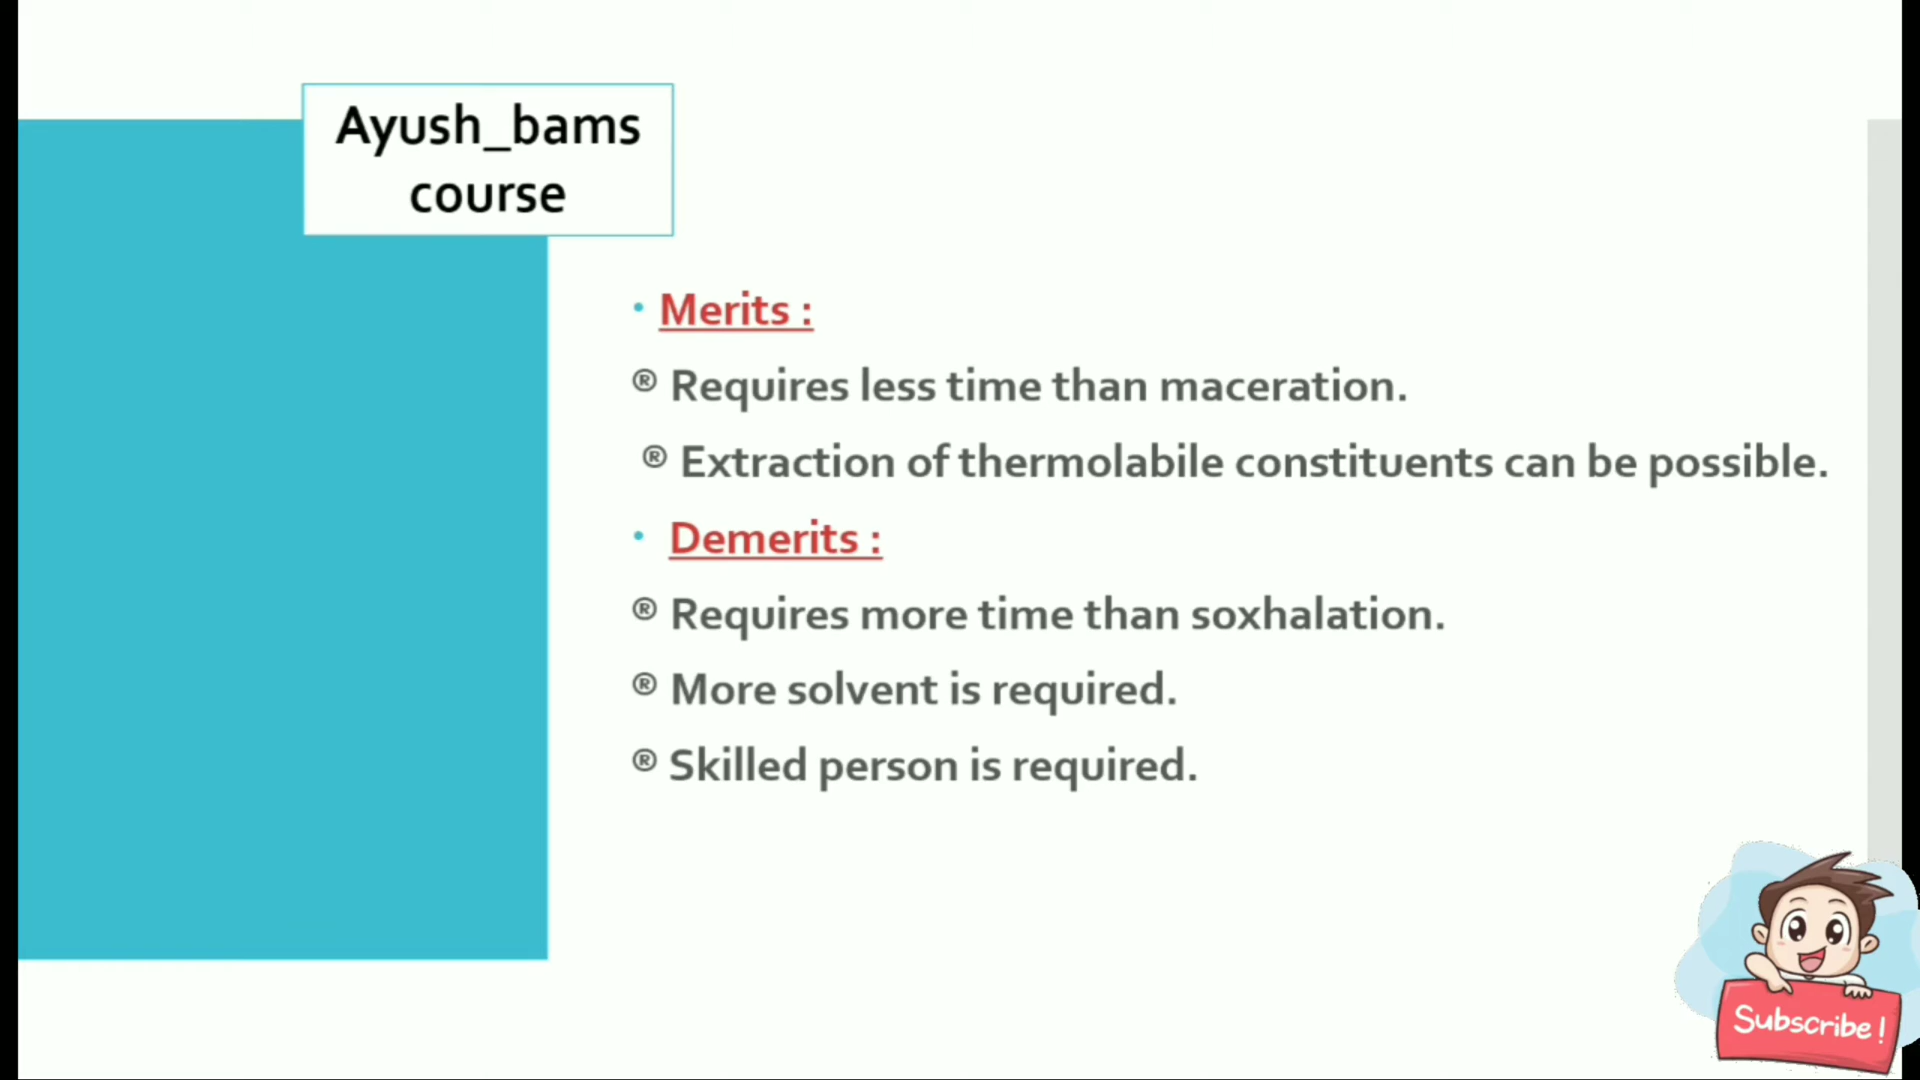 Ayush_bams
course
• Merits :
® Requires less time than maceration.
® Extraction of thermolabile constituents can be possible.
• Demerits :
® Requires more time than soxhalation.
® More solvent is required.
® Skilled person is required.
Subscribe !